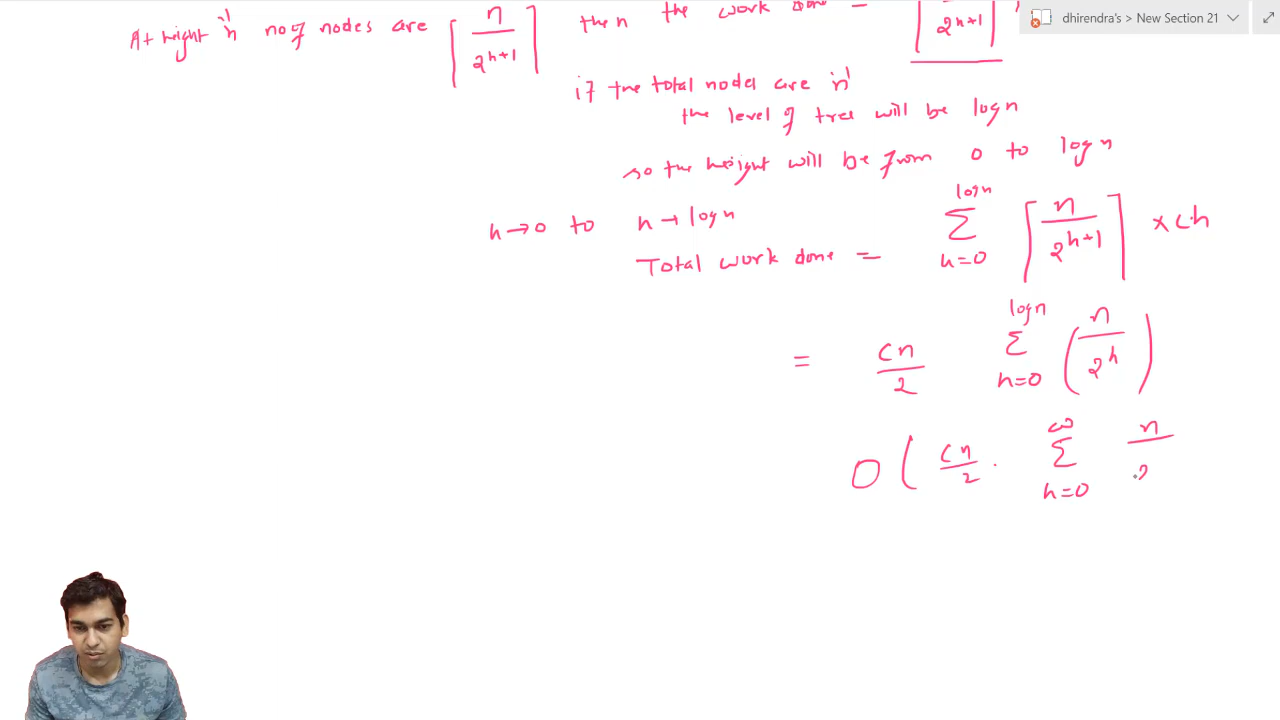 dhirendra's > New Section 21
At height 'h' no of nodes are ⌈n/2^(h+1)⌉ then the work done = ⌈ /2^(h+1)⌉
if the total nodes are 'n'
the level of tree will be log n
so the height will be from 0 to log n
h→0 to h→log n
Total work done = Σ_{h=0}^{log n} ⌈n/2^(h+1)⌉ × ch
= cn/2 Σ_{h=0}^{log n} (h/2^h)
O( cn/2 . Σ_{h=0}^{∞} h/2